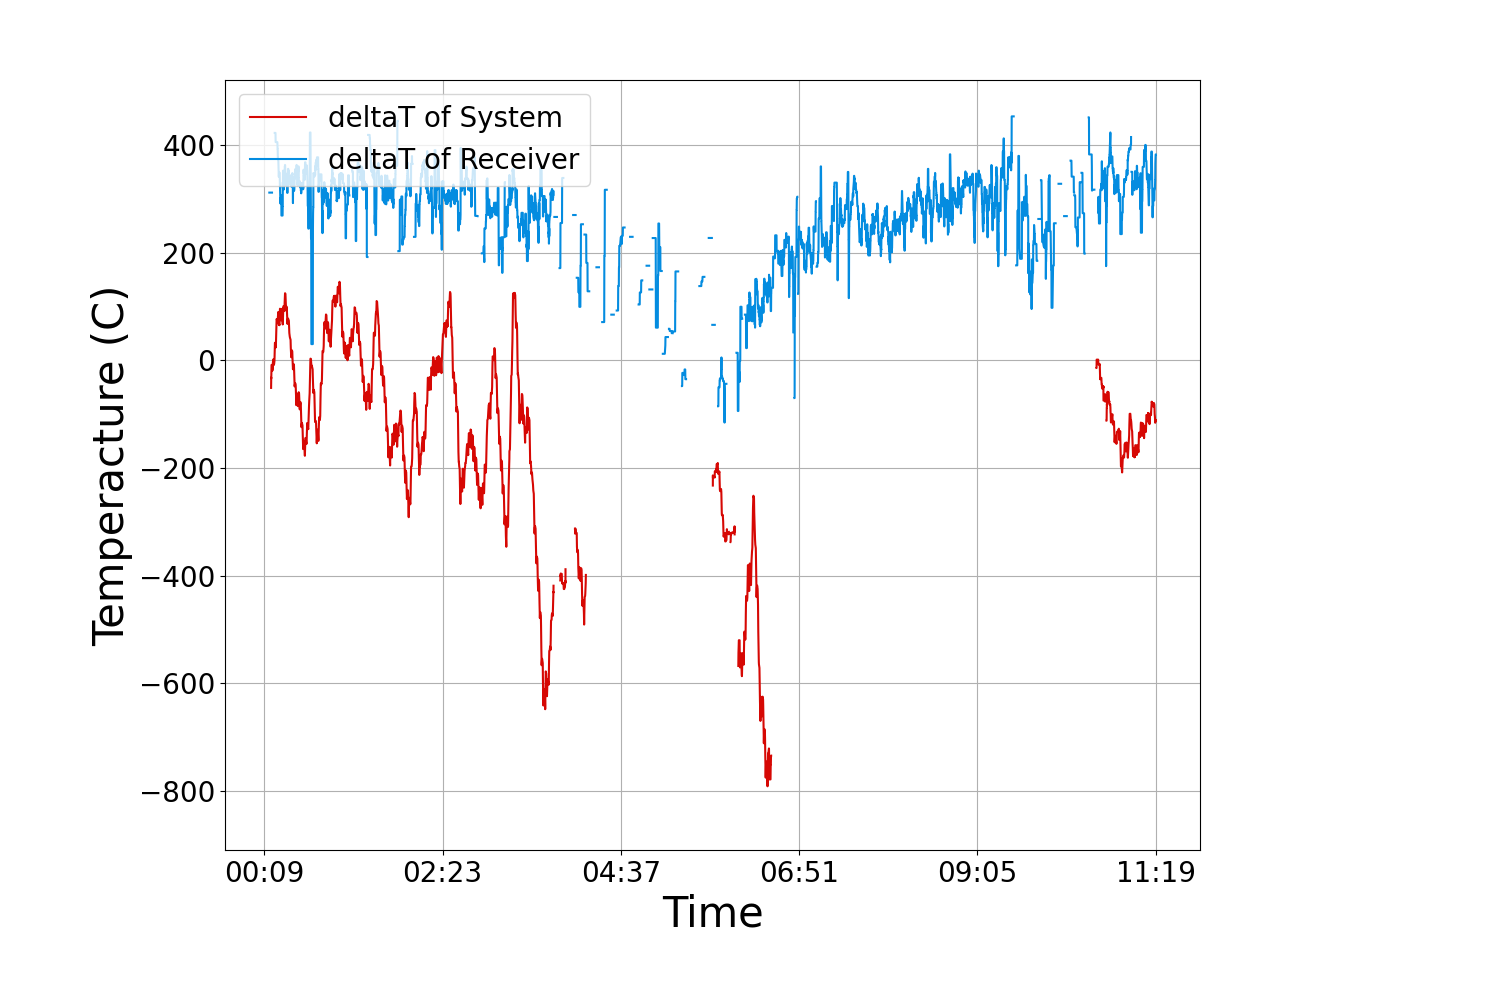 deltaT of System
deltaT of Receiver
400
200
0
−200
−400
−600
−800
Temperacture (C)
00:09 02:23 04:37 06:51 09:05 11:19
Time